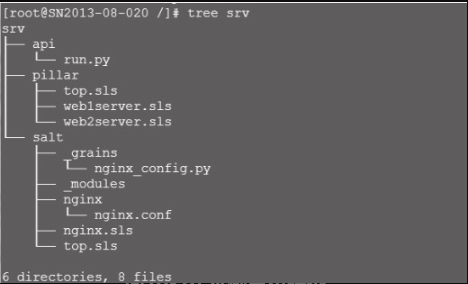 [root@SN2013-08-020 /]# tree srv
srv
├── api
│   └── run.py
├── pillar
│   ├── top.sls
│   ├── web1server.sls
│   └── web2server.sls
└── salt
    ├── _grains
    │   └── nginx_config.py
    ├── _modules
    ├── nginx
    │   └── nginx.conf
    ├── nginx.sls
    └── top.sls
6 directories, 8 files